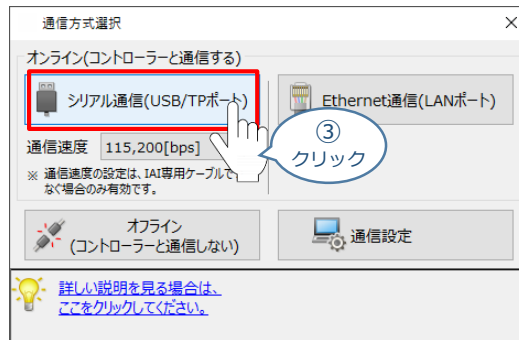 通信方式選択
オンライン(コントローラーと通信する)
シリアル通信(USB/TPポート)
Ethernet通信(LANポート)
通信速度 115,200[bps]
③
クリック
※ 通信速度の設定は、IAI専用ケーブルで
なぐ場合のみ有効です。
オフライン
(コントローラーと通信しない)
通信設定
詳しい説明を見る場合は、
ここをクリックしてください。